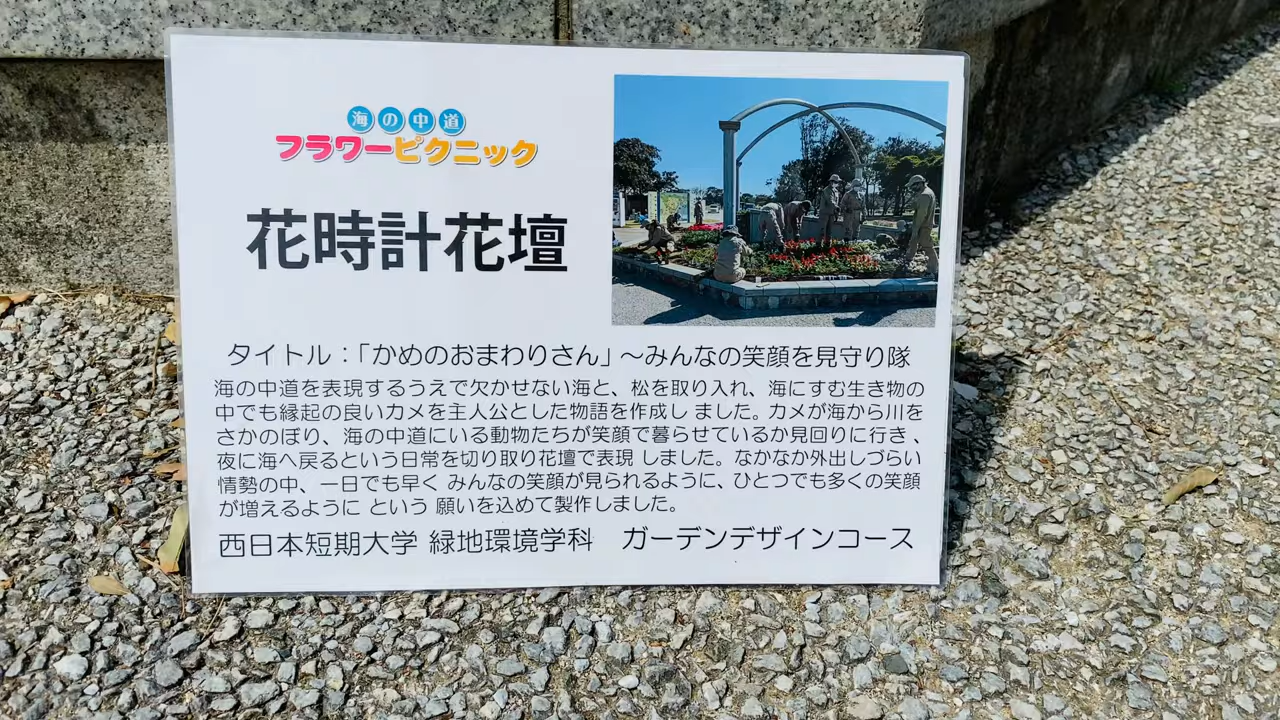 海の中道
フラワーピクニック
花時計花壇
タイトル：「かめのおまわりさん」～みんなの笑顔を見守り隊
海の中道を表現するうえで欠かせない海と、松を取り入れ、海にすむ生き物の
中でも縁起の良いカメを主人公とした物語を作成し ました。カメが海から川を
さかのぼり、海の中道にいる動物たちが笑顔で暮らせているか見回りに行き、
夜に海へ戻るという日常を切り取り花壇で表現 しました。なかなか外出しづらい
情勢の中、一日でも早く みんなの笑顔が見られるように、ひとつでも多くの笑顔
が増えるように という 願いを込めて製作しました。
西日本短期大学 緑地環境学科　ガーデンデザインコース